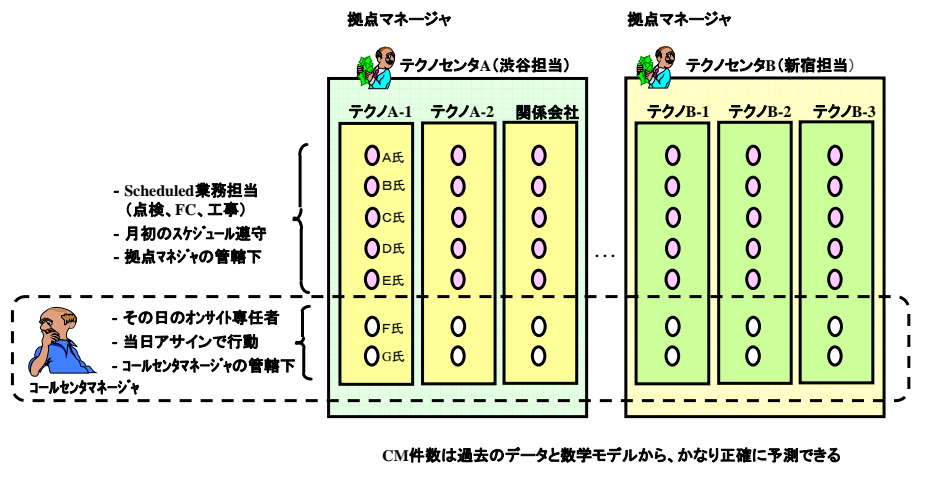 拠点マネージャ
拠点マネージャ
テクノセンタA（渋谷担当）
テクノセンタB（新宿担当）
テクノA-1
テクノA-2
関係会社
テクノB-1
テクノB-2
テクノB-3
- Scheduled業務担当
（点検、FC、工事）
- 月初のスケジュール遵守
- 拠点マネジャの管轄下
A氏
B氏
C氏
D氏
E氏
…
- その日のオンサイト専任者
- 当日アサインで行動
- コールセンタマネージャの管轄下
F氏
G氏
コールセンタマネージャ
CM件数は過去のデータと数学モデルから、かなり正確に予測できる